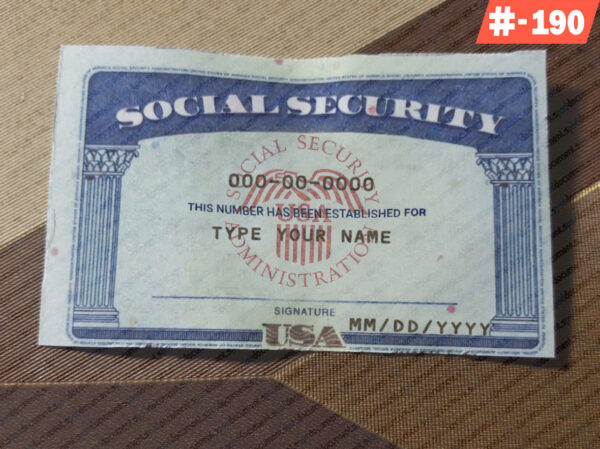 #-190
SOCIAL SECURITY
SOCIAL SECURITY
000-00-0000
THIS NUMBER HAS BEEN ESTABLISHED FOR
USA
TYPE YOUR NAME
ADMINISTRATION
SIGNATURE
USA
MM/DD/YYYY